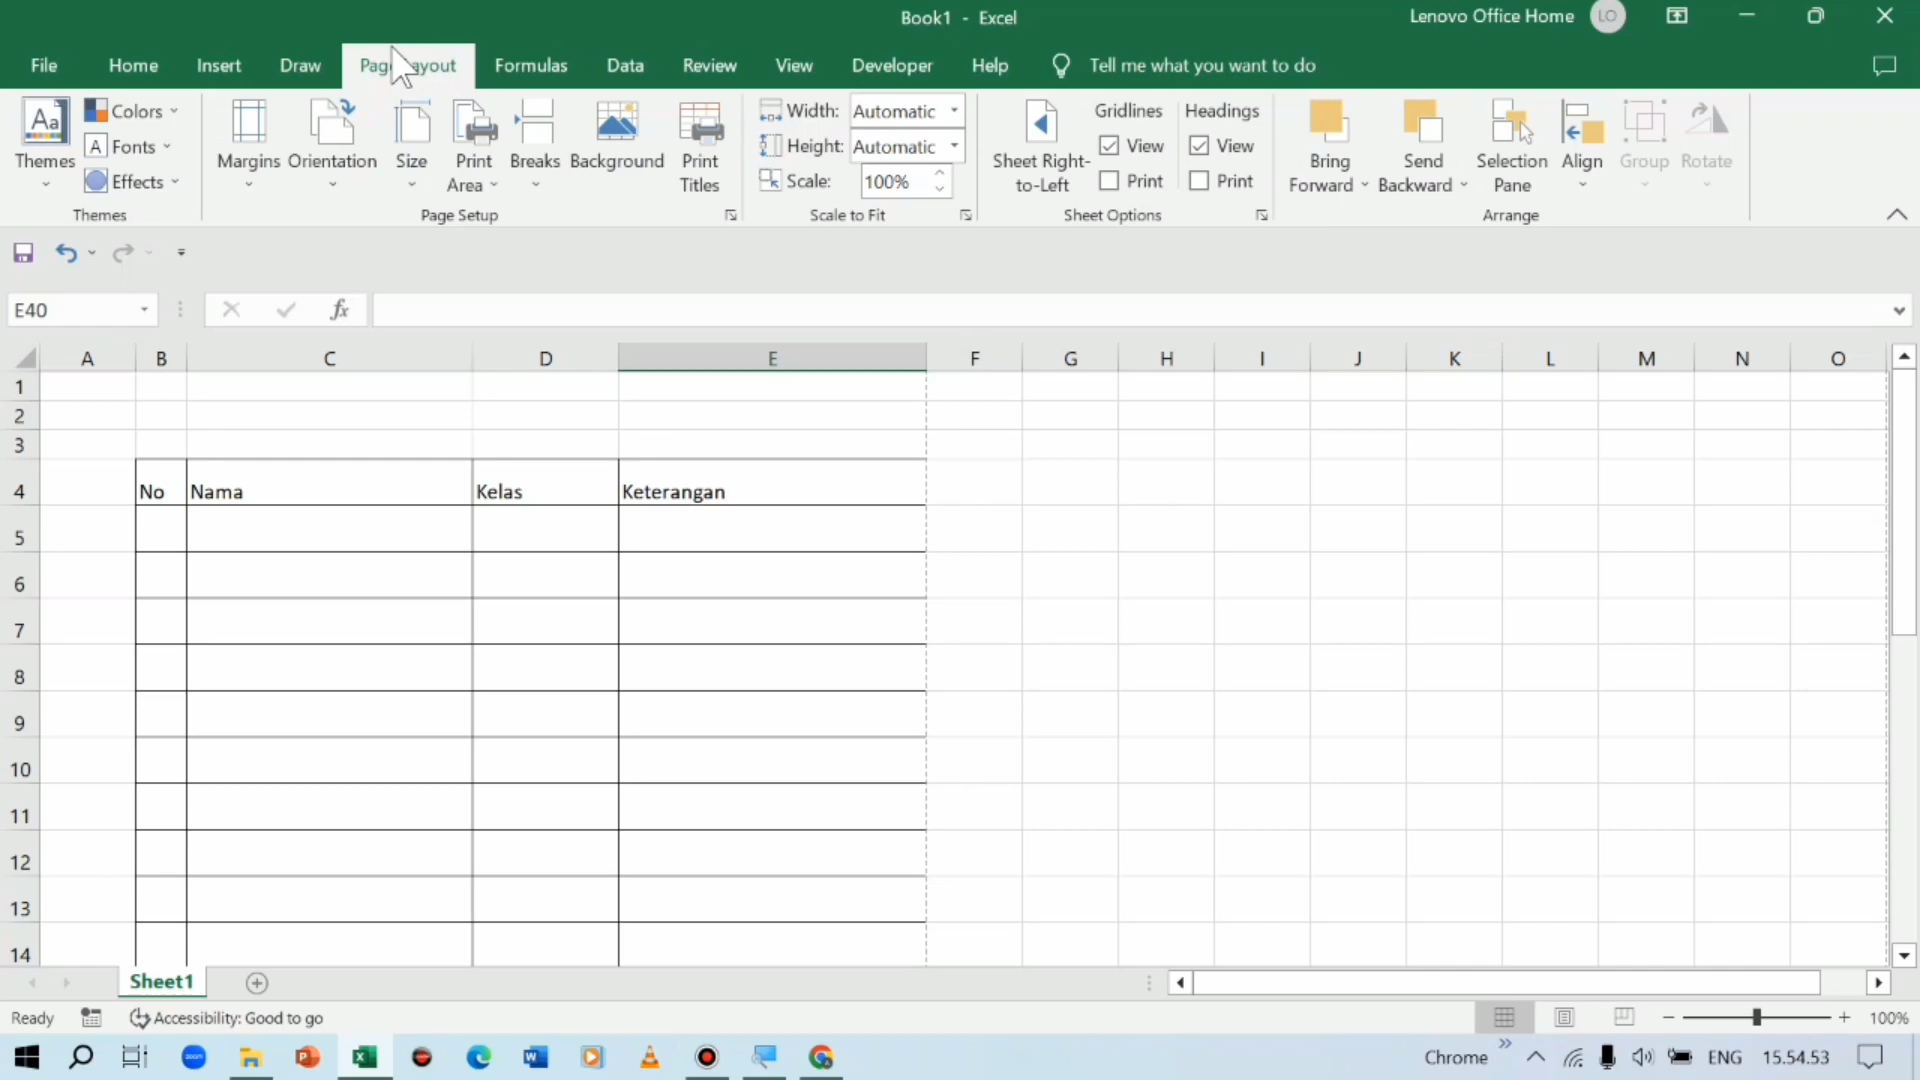 Book1 - Excel
Lenovo Office Home
LO
File
Home
Insert
Draw
Page Layout
Formulas
Data
Review
View
Developer
Help
Tell me what you want to do
Aa
Themes
Colors
A Fonts
Effects
Themes
Margins
Orientation
Size
Print Area
Breaks
Background
Print Titles
Page Setup
Width: Automatic
Height: Automatic
Scale: 100%
Scale to Fit
Sheet Right-to-Left
Gridlines
View
Print
Headings
View
Print
Sheet Options
Bring Forward
Send Backward
Selection Pane
Align
Group
Rotate
Arrange
E40
fx
A B C D E F G H I J K L M N O
1
2
3
4 No Nama Kelas Keterangan
5
6
7
8
9
10
11
12
13
14
Sheet1
Ready
Accessibility: Good to go
100%
zoom
Chrome
ENG
15.54.53